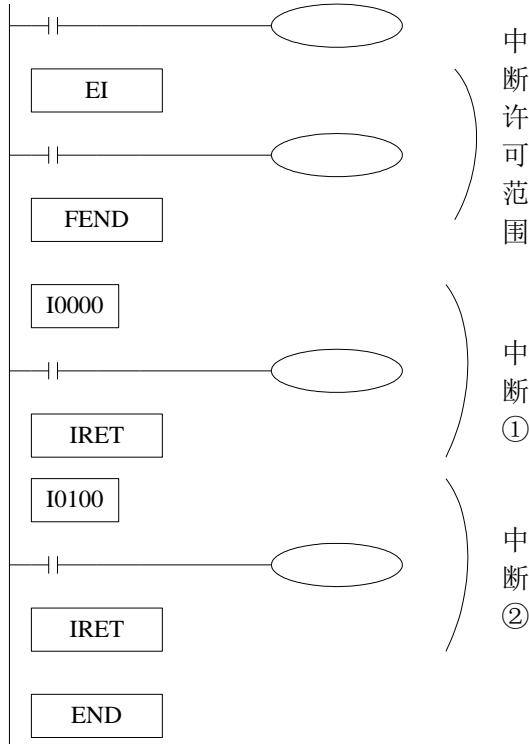 EI
FEND
中断许可范围
I0000
IRET
中断①
I0100
IRET
中断②
END